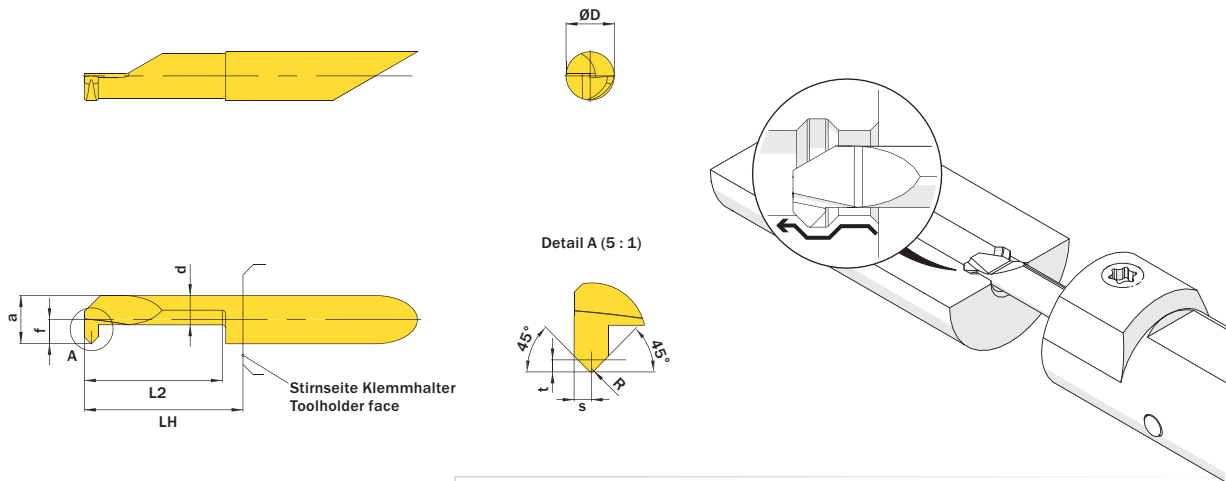 ØD
Detail A (5 : 1)
d
a
f
A
L2
LH
Stirnseite Klemmhalter
Toolholder face
45°
45°
t
s
R